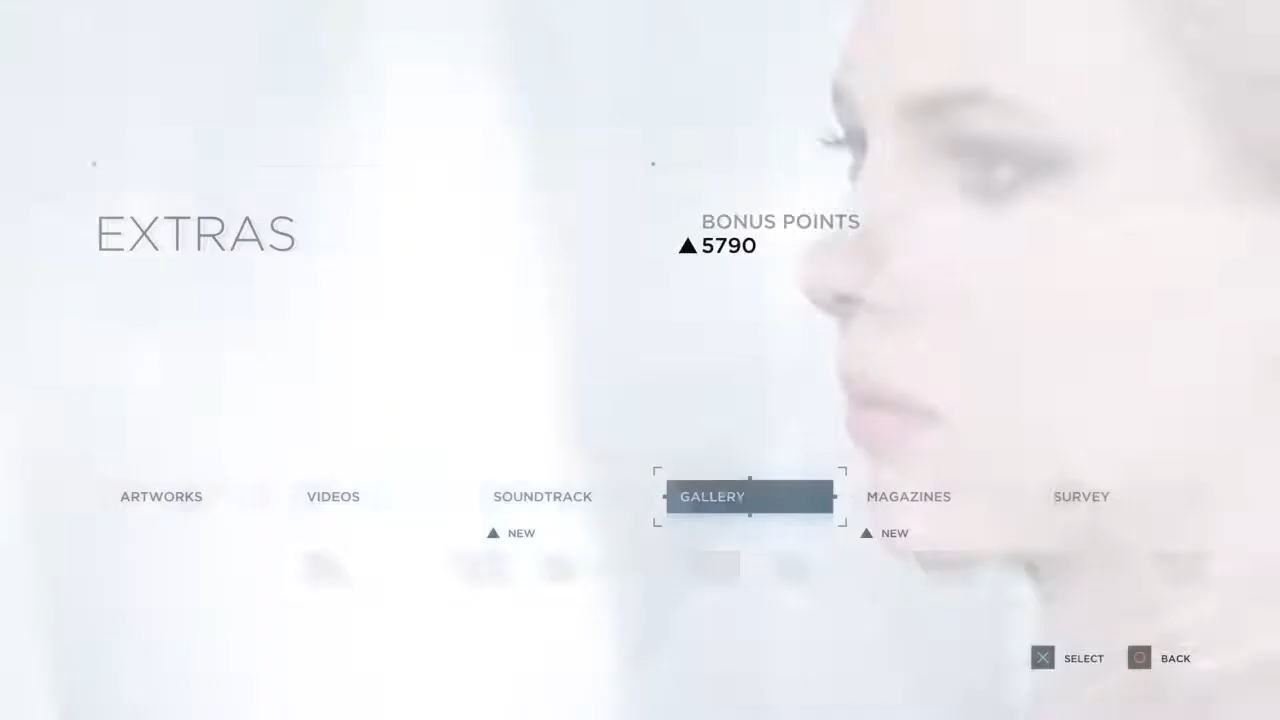 EXTRAS
BONUS POINTS
5790
ARTWORKS
VIDEOS
SOUNDTRACK
GALLERY
MAGAZINES
SURVEY
NEW
NEW
SELECT
BACK